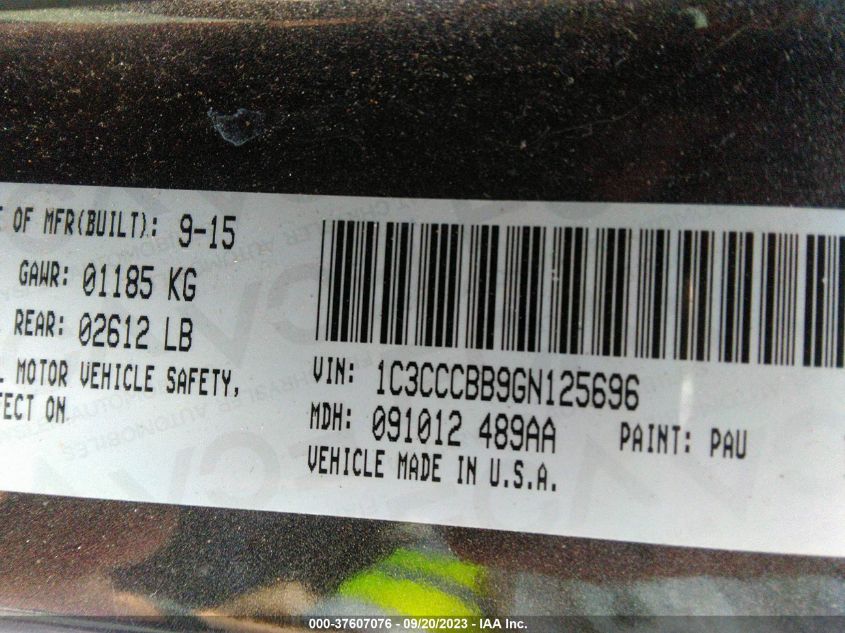 E OF MFR(BUILT): 9-15
GAWR: 01185 KG
REAR: 02612 LB
MOTOR VEHICLE SAFETY,
FECT ON
VIN: 1C3CCCBB9GN125696
MDH: 091012 489AA PAINT: PAU
VEHICLE MADE IN U.S.A.
000-37607076 - 09/20/2023 - IAA Inc.